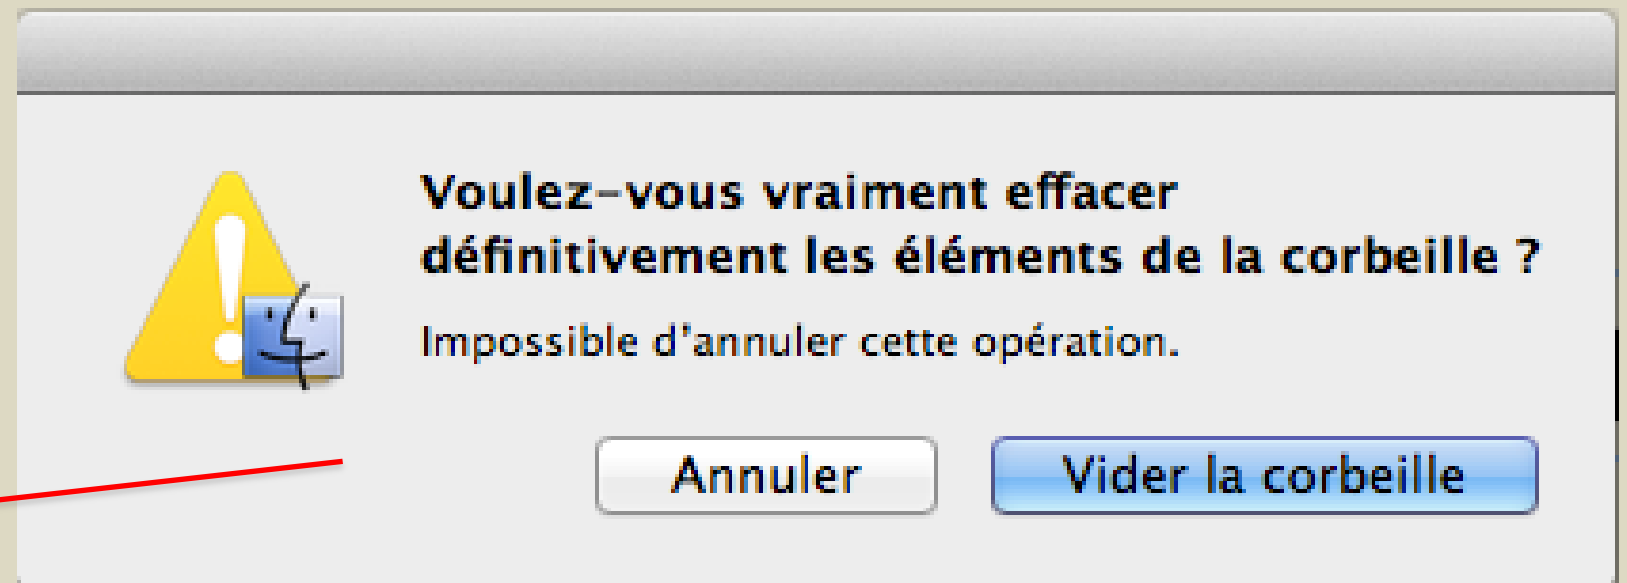 Voulez-vous vraiment effacer
définitivement les éléments de la corbeille ?
Impossible d'annuler cette opération.
Annuler
Vider la corbeille